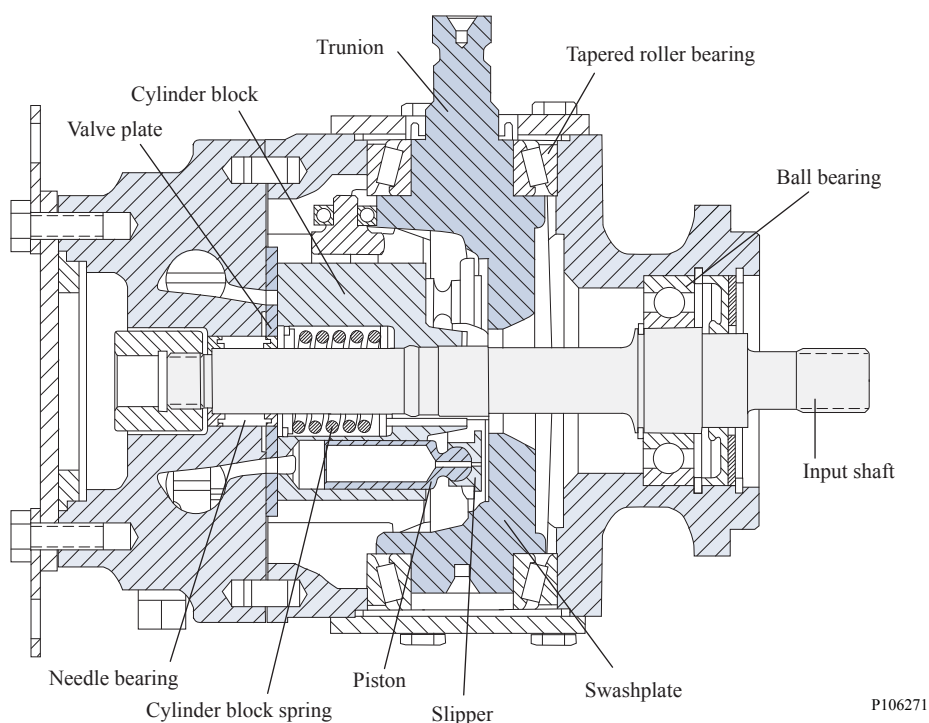 Trunion
Tapered roller bearing
Cylinder block
Valve plate
Ball bearing
Input shaft
Needle bearing
Piston
Swashplate
Cylinder block spring
Slipper
P106271